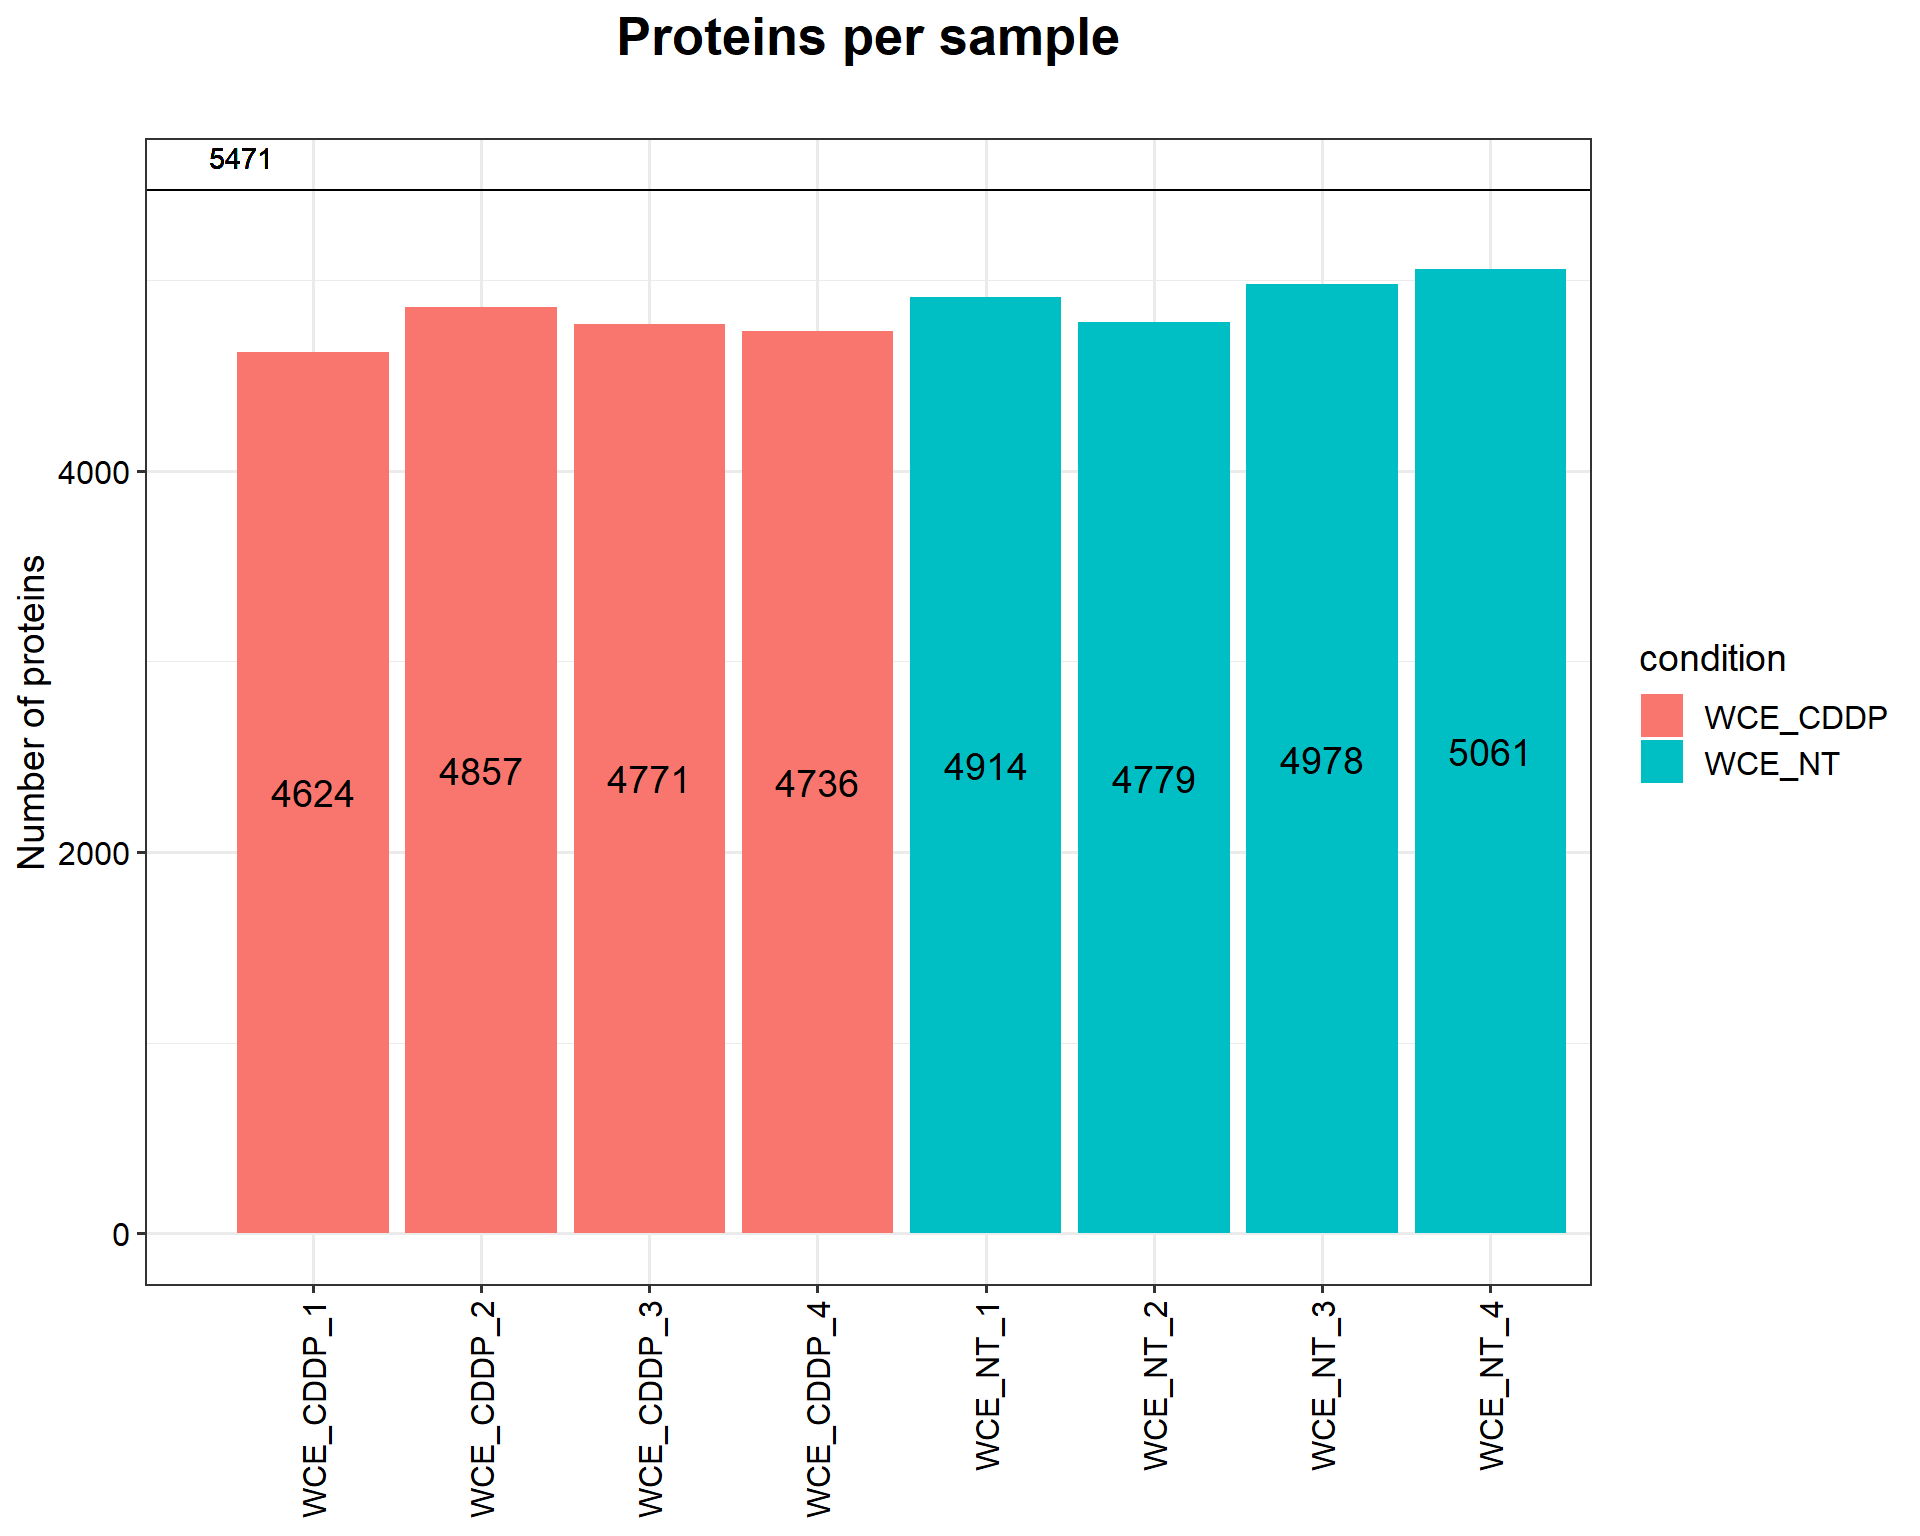 Proteins per sample
5471
Number of proteins
4000
2000
0
4624
4857
4771
4736
4914
4779
4978
5061
WCE_CDDP_1
WCE_CDDP_2
WCE_CDDP_3
WCE_CDDP_4
WCE_NT_1
WCE_NT_2
WCE_NT_3
WCE_NT_4
condition
WCE_CDDP
WCE_NT